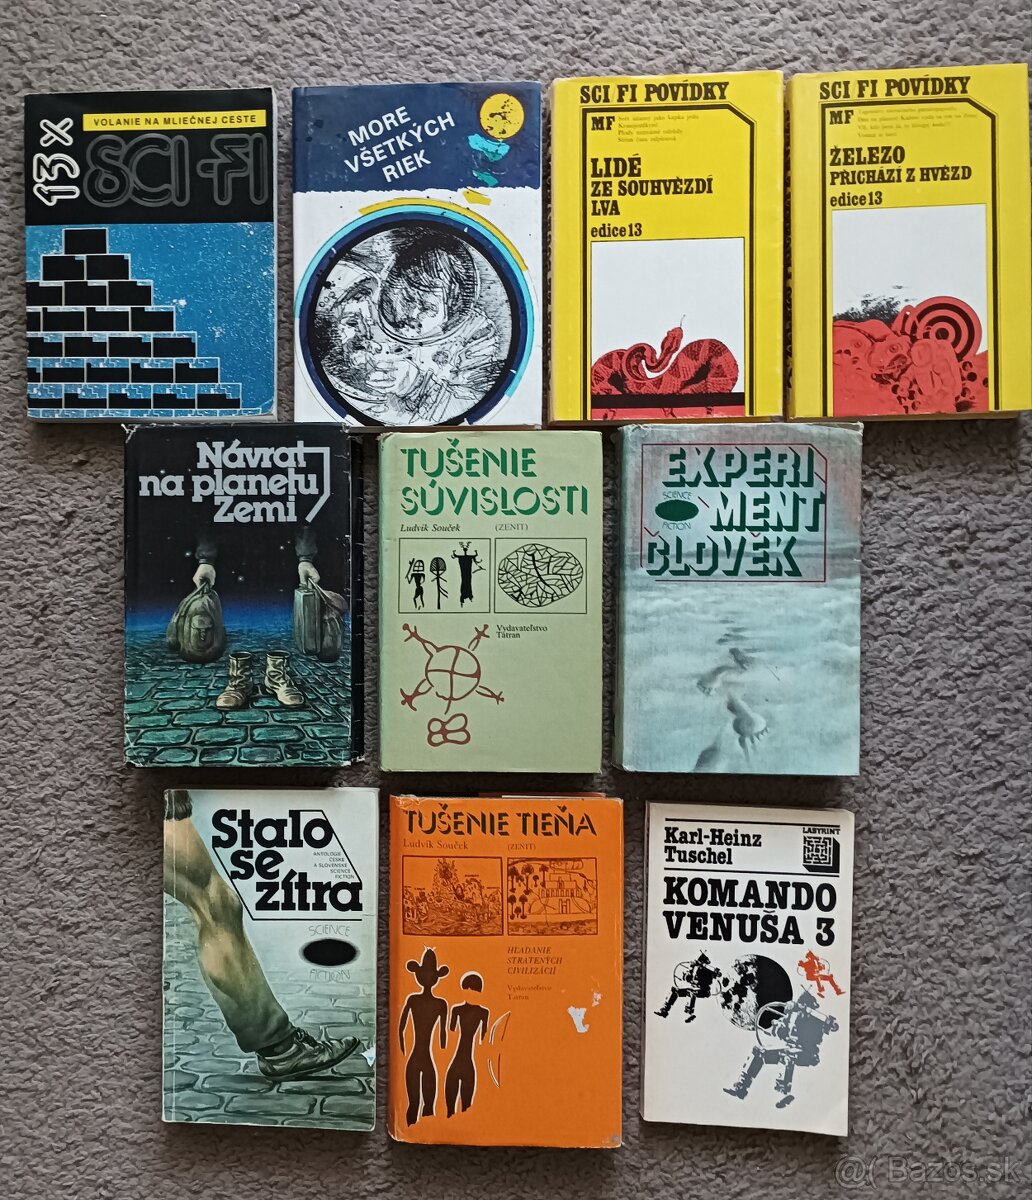 VOLANIE NA MLIEČNEJ CESTE
13x
SCI-FI
MORE
VŠETKÝCH
RIEK
SCI FI POVÍDKY
MF
LIDÉ
ZE SOUHVĚZDÍ
LVA
edice 13
SCI FI POVÍDKY
MF
ŽELEZO
PŘICHÁZÍ Z HVĚZD
edice 13
Návrat
na planetu
Zemi
TUŠENIE
SÚVISLOSTI
Ludvík Souček
(ZENIT)
Vydavateľstvo
Tatran
EXPERI
MENT
ČLOVĚK
SCIENCE
FICTION
Stalo
se
zítra
ANTOLOGIE
ČESKÉ
A SLOVENSKÉ
SCIENCE
FICTION
SCIENCE
FICTION
TUŠENIE TIEŇA
Ludvík Souček
(ZENIT)
HĽADANIE
STRATENÝCH
CIVILIZÁCIÍ
Vydavateľstvo
Tatran
Karl-Heinz
Tuschel
LABYRINT
KOMANDO
VENUŠA 3
Bazos.sk